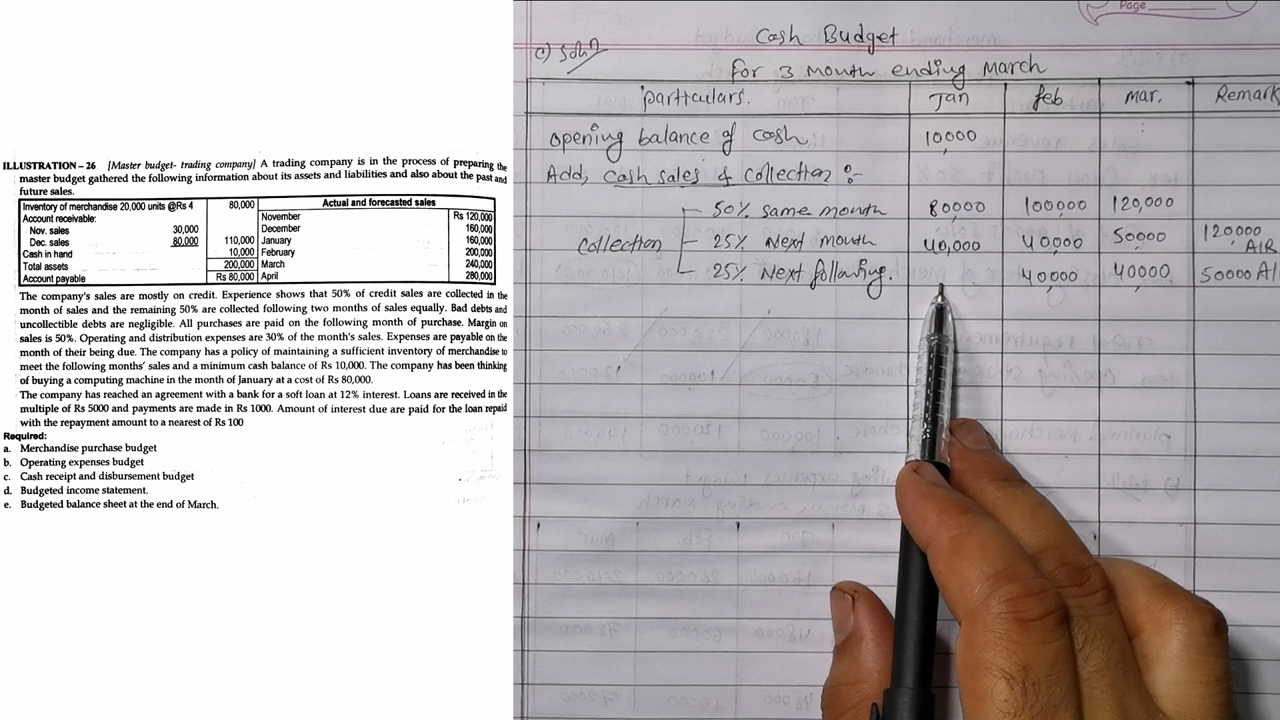 ILLUSTRATION – 26 [Master budget- trading company] A trading company is in the process of preparing the
master budget gathered the following information about its assets and liabilities and also about the past and
future sales.
Inventory of merchandise 20,000 units @Rs 4 80,000 Actual and forecasted sales
Account receivable: November Rs 120,000
Nov. sales 30,000 December 160,000
Dec. sales 80,000 110,000 January 160,000
Cash in hand 10,000 February 200,000
Total assets 200,000 March 240,000
Account payable Rs 80,000 April 280,000
The company's sales are mostly on credit. Experience shows that 50% of credit sales are collected in the
month of sales and the remaining 50% are collected following two months of sales equally. Bad debts and
uncollectible debts are negligible. All purchases are paid on the following month of purchase. Margin on
sales is 50%. Operating and distribution expenses are 30% of the month's sales. Expenses are payable on the
month of their being due. The company has a policy of maintaining a sufficient inventory of merchandise to
meet the following months' sales and a minimum cash balance of Rs 10,000. The company has been thinking
of buying a computing machine in the month of January at a cost of Rs 80,000.
The company has reached an agreement with a bank for a soft loan at 12% interest. Loans are received in the
multiple of Rs 5000 and payments are made in Rs 1000. Amount of interest due are paid for the loan repaid
with the repayment amount to a nearest of Rs 100
Required:
a. Merchandise purchase budget
b. Operating expenses budget
c. Cash receipt and disbursement budget
d. Budgeted income statement.
e. Budgeted balance sheet at the end of March.
Page
Cash Budget
c) Solⁿ
for 3 month ending March
particulars. Jan feb mar. Remark
opening balance of cash. 10,000
Add, cash sales & collection :-
50% same month 80,000 100,000 120,000
collection 25% Next month 40,000 40,000 50000 120000 A/R
25% Next following. 40,000 40,000 50000 A/